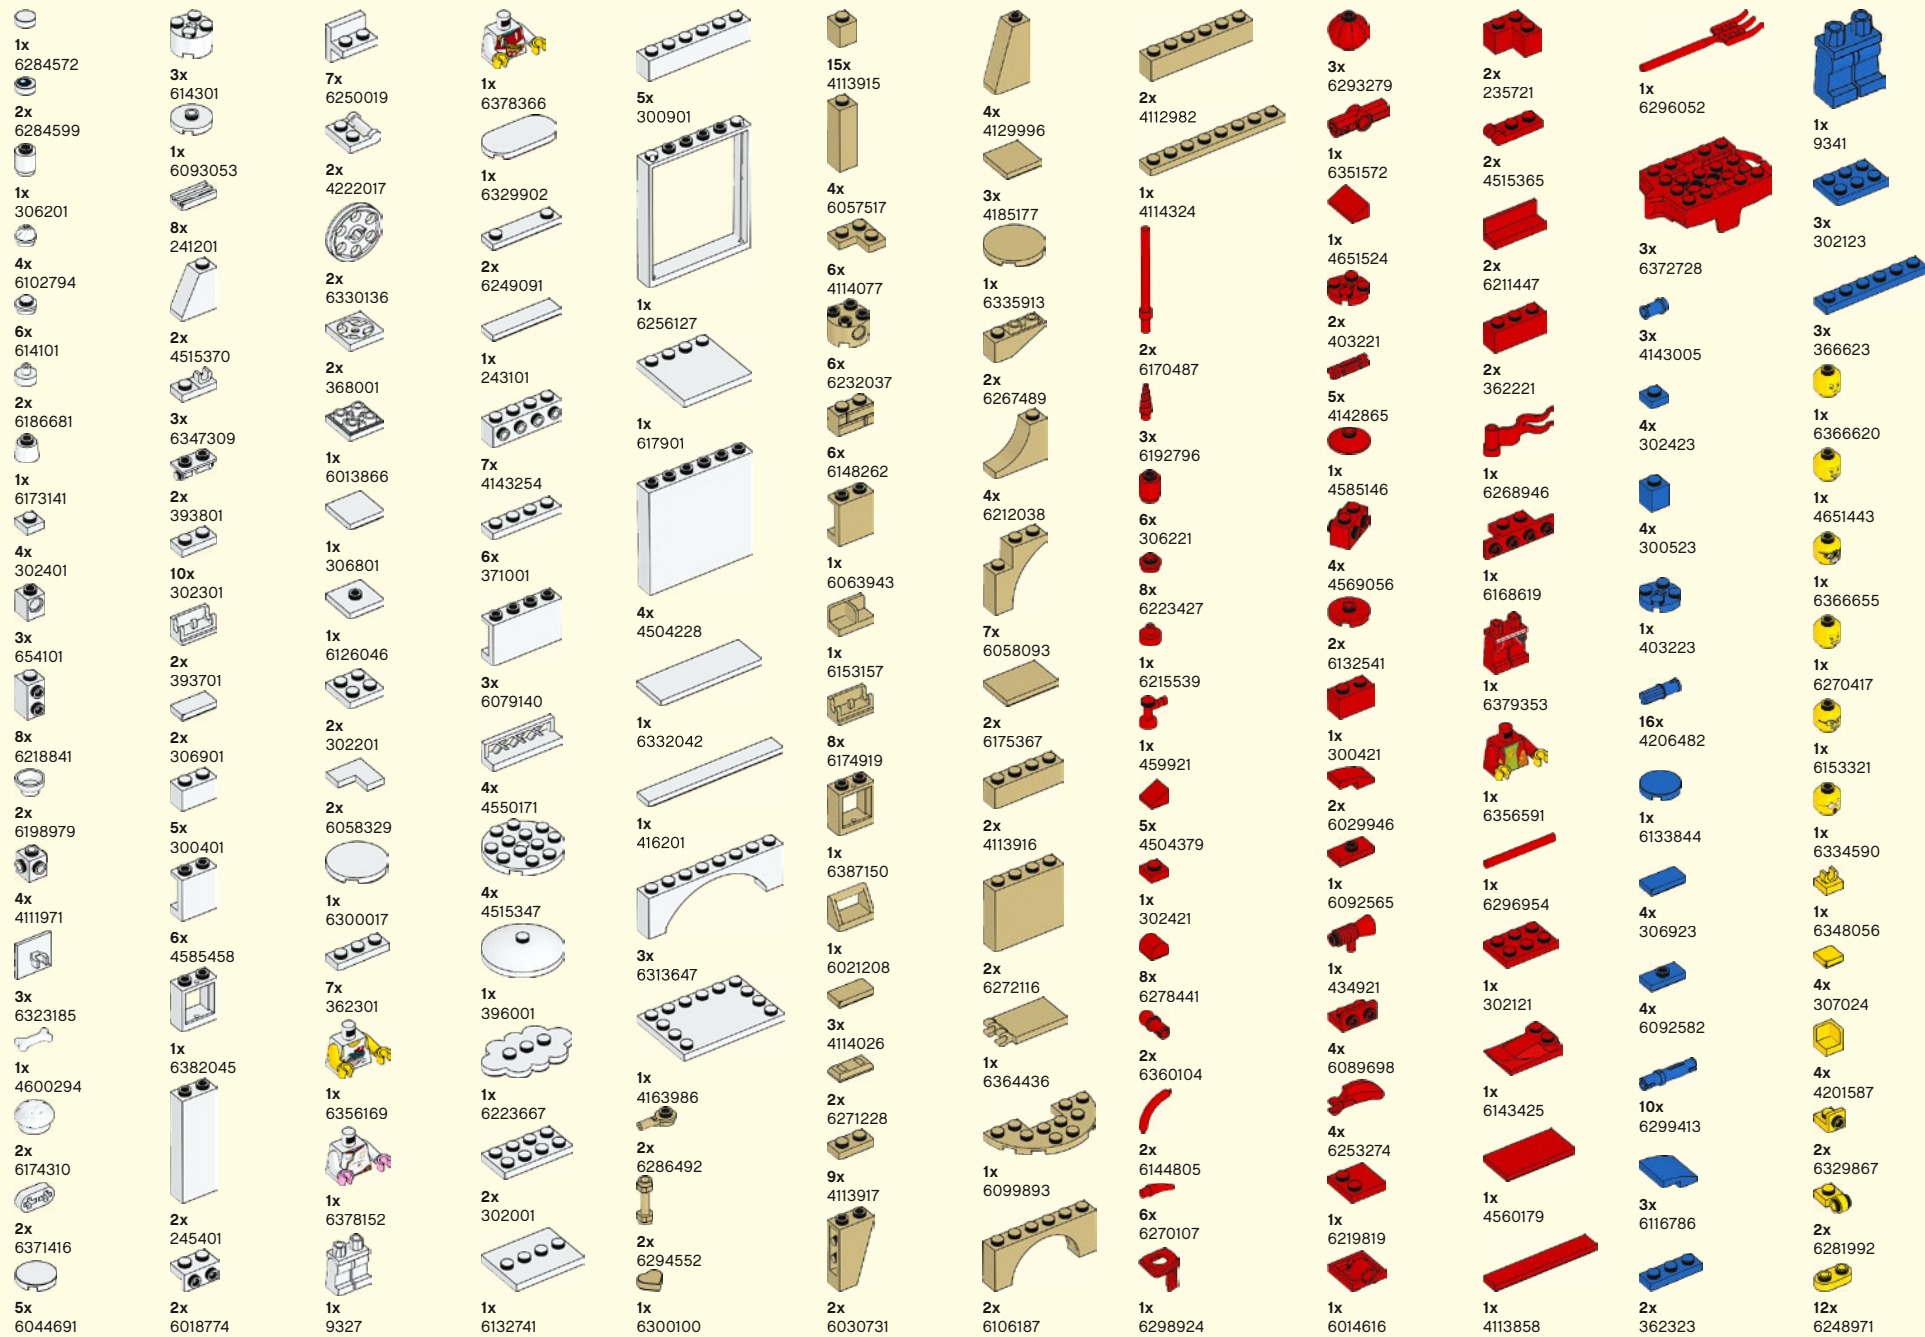 1x
6284572
2x
6284599
1x
306201
4x
6102794
6x
614101
2x
6186681
1x
6173141
4x
302401
3x
654101
8x
6218841
2x
6198979
4x
4111971
3x
6323185
1x
4600294
2x
6174310
2x
6371416
5x
6044691
3x
614301
1x
6093053
8x
241201
2x
4515370
3x
6347309
2x
393801
10x
302301
2x
393701
2x
306901
5x
300401
6x
4585458
1x
6382045
2x
245401
2x
6018774
7x
6250019
2x
4222017
2x
6330136
2x
368001
1x
6013866
1x
306801
1x
6126046
2x
302201
2x
6058329
1x
6300017
7x
362301
1x
6356169
1x
6378152
1x
9327
1x
6378366
1x
6329902
2x
6249091
1x
243101
7x
4143254
6x
371001
3x
6079140
4x
4550171
4x
4515347
1x
396001
1x
6223667
2x
302001
1x
6132741
5x
300901
1x
6256127
1x
617901
4x
4504228
1x
6332042
1x
416201
3x
6313647
1x
4163986
2x
6286492
2x
6294552
1x
6300100
15x
4113915
4x
6057517
6x
4114077
6x
6232037
6x
6148262
1x
6063943
1x
6153157
8x
6174919
1x
6387150
1x
6021208
3x
4114026
2x
6271228
9x
4113917
2x
6030731
4x
4129996
3x
4185177
1x
6335913
2x
6267489
4x
6212038
7x
6058093
2x
6175367
2x
4113916
2x
6272116
1x
6364436
1x
6099893
2x
6106187
2x
4112982
1x
4114324
2x
6170487
3x
6192796
6x
306221
8x
6223427
1x
6215539
1x
459921
5x
4504379
1x
302421
8x
6278441
2x
6360104
2x
6144805
6x
6270107
1x
6298924
3x
6293279
1x
6351572
1x
4651524
2x
403221
5x
4142865
1x
4585146
4x
4569056
2x
6132541
1x
300421
2x
6029946
1x
6092565
1x
434921
4x
6089698
4x
6253274
1x
6219819
1x
6014616
2x
235721
2x
4515365
2x
6211447
2x
362221
1x
6268946
1x
6168619
1x
6379353
1x
6356591
1x
6296954
1x
302121
1x
6143425
1x
4560179
1x
4113858
1x
6296052
3x
6372728
3x
4143005
4x
302423
4x
300523
1x
403223
16x
4206482
1x
6133844
4x
306923
4x
6092582
10x
6299413
3x
6116786
2x
362323
1x
9341
3x
302123
3x
366623
1x
6366620
1x
4651443
1x
6366655
1x
6270417
1x
6153321
1x
6334590
1x
6348056
4x
307024
4x
4201587
2x
6329867
2x
6281992
12x
6248971